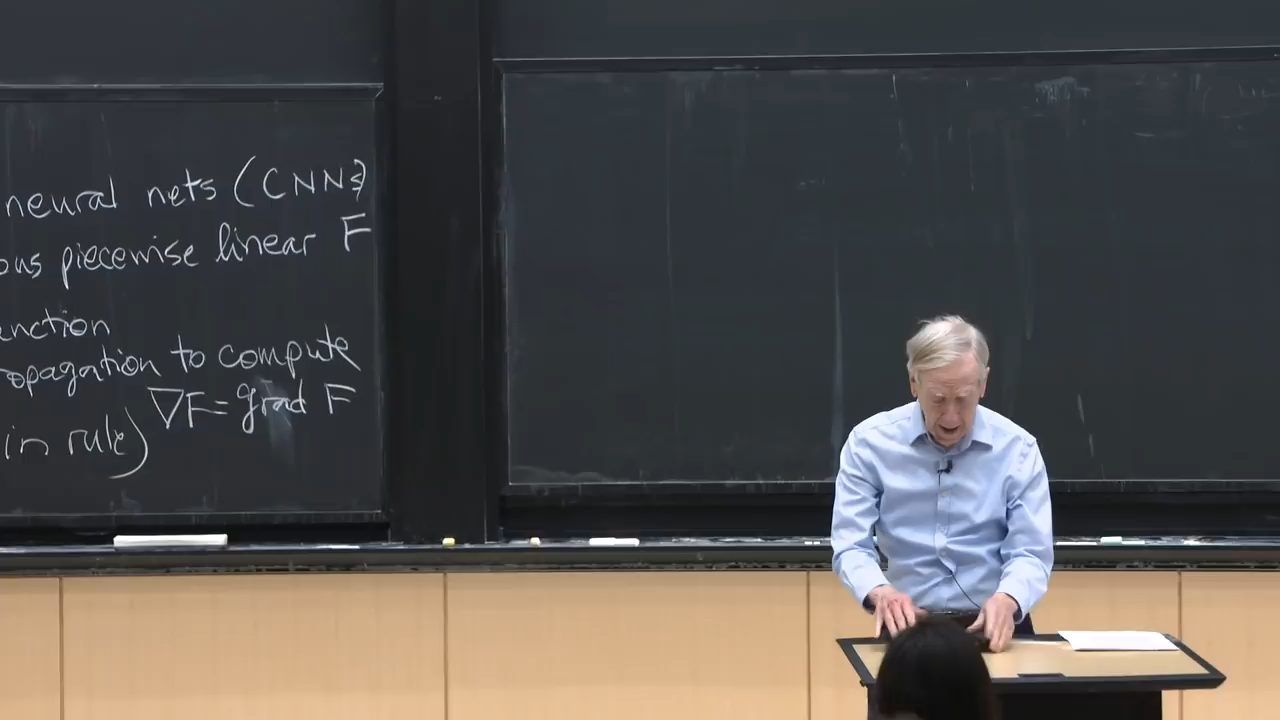 neural nets (CNNs)
ous piecewise linear F
nction
opagation to compute
∇F = grad F
in rule)